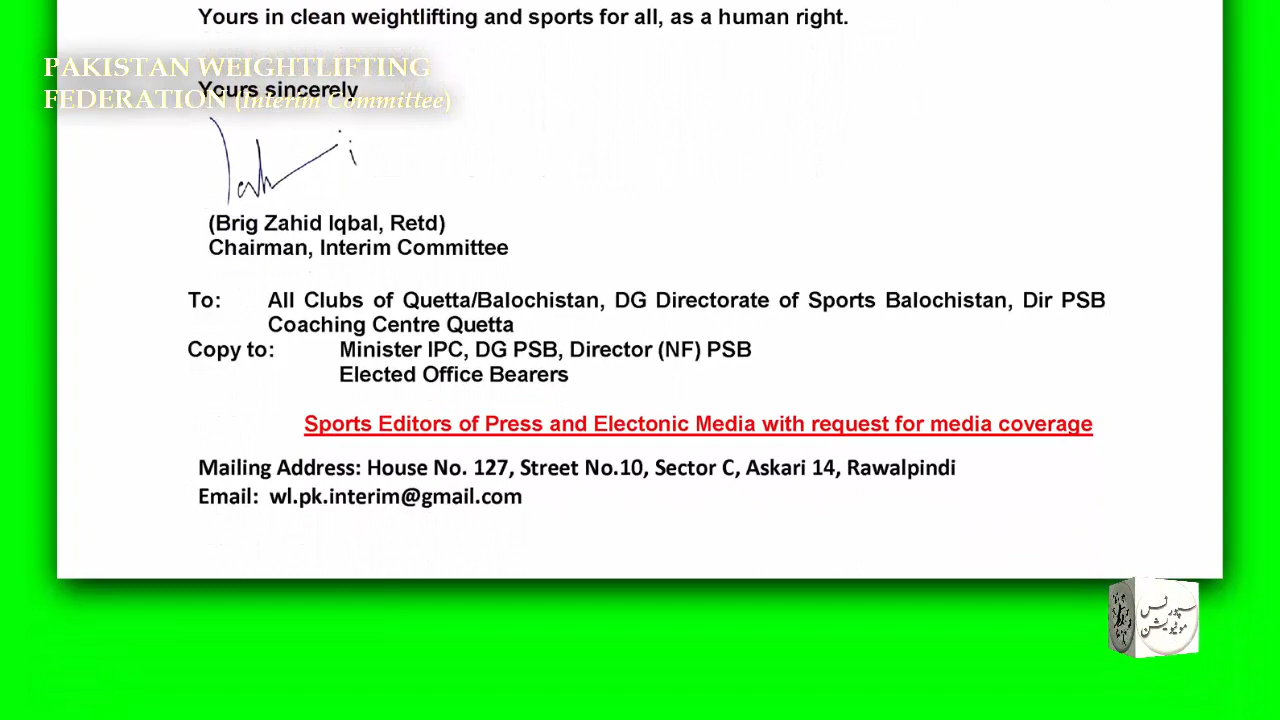 Yours in clean weightlifting and sports for all, as a human right.
PAKISTAN WEIGHTLIFTING
FEDERATION (Interim Committee)
Yours sincerely
(Brig Zahid Iqbal, Retd)
Chairman, Interim Committee
To: All Clubs of Quetta/Balochistan, DG Directorate of Sports Balochistan, Dir PSB
Coaching Centre Quetta
Copy to: Minister IPC, DG PSB, Director (NF) PSB
Elected Office Bearers
Sports Editors of Press and Electonic Media with request for media coverage
Mailing Address: House No. 127, Street No.10, Sector C, Askari 14, Rawalpindi
Email: wl.pk.interim@gmail.com
سپورٹس
موٹیویشن